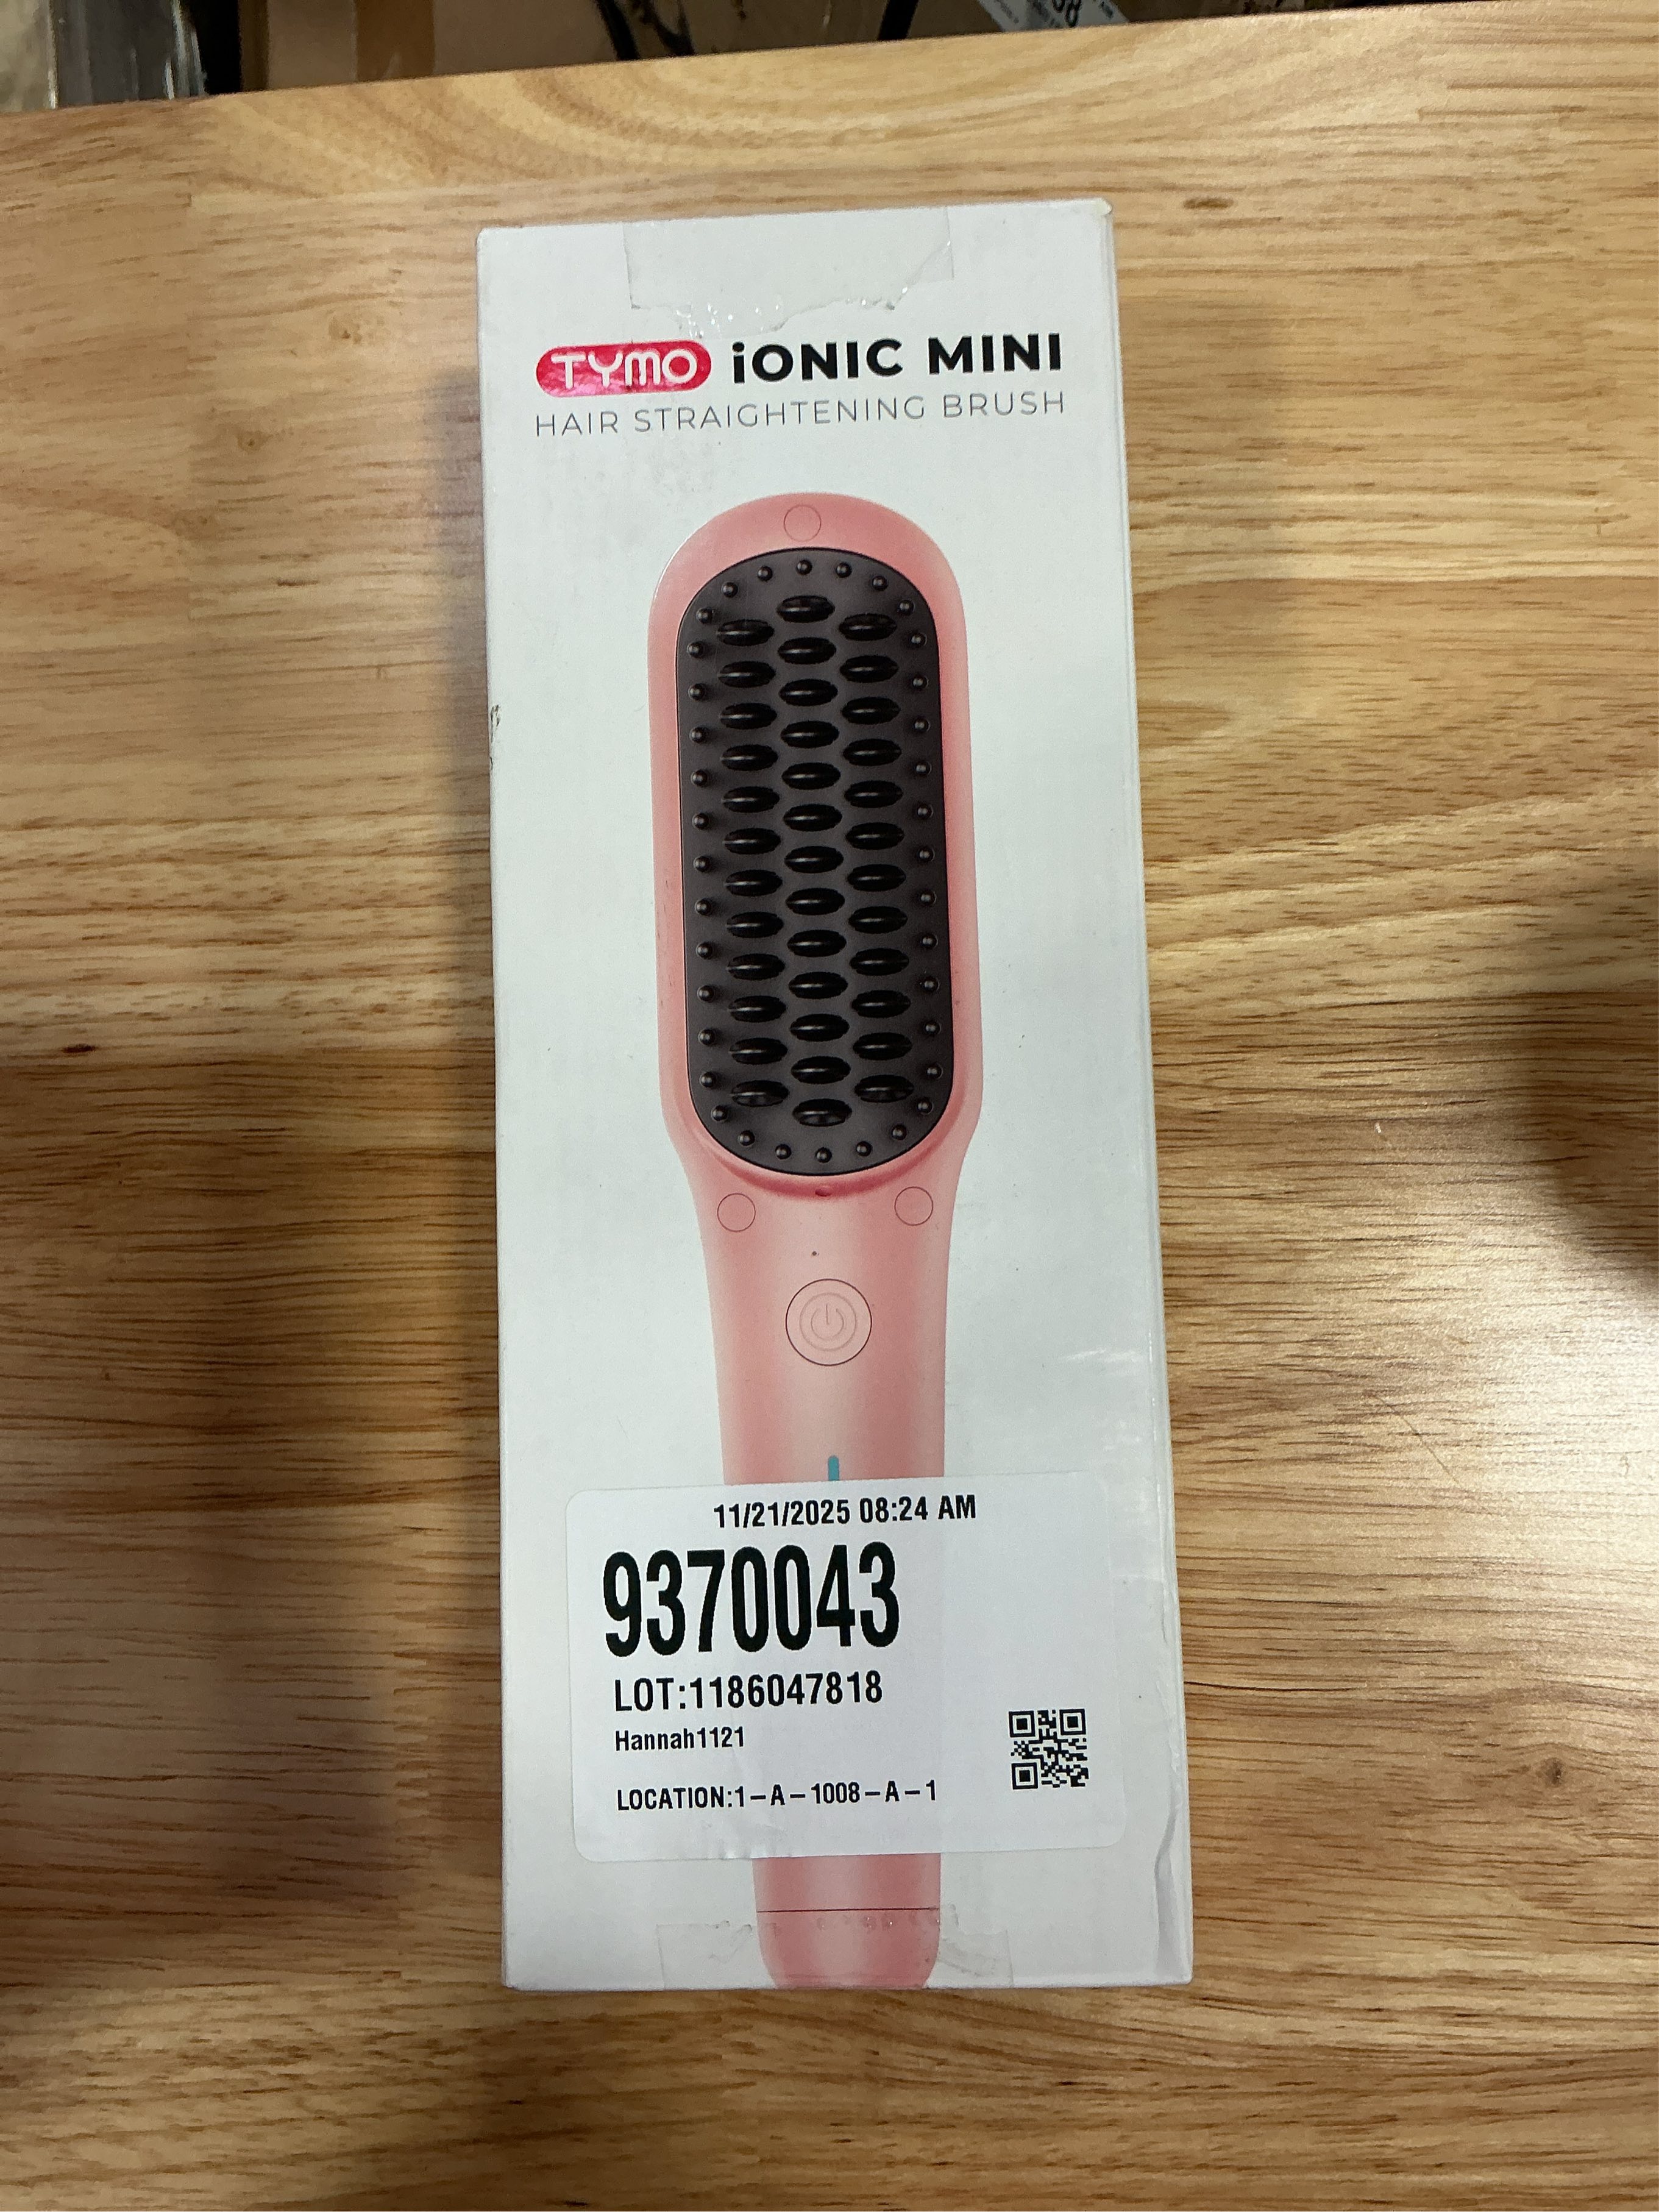 TYMO iONIC MINI
HAIR STRAIGHTENING BRUSH
11/21/2025 08:24 AM
9370043
LOT:1186047818
Hannah1121
LOCATION:1-A-1008-A-1